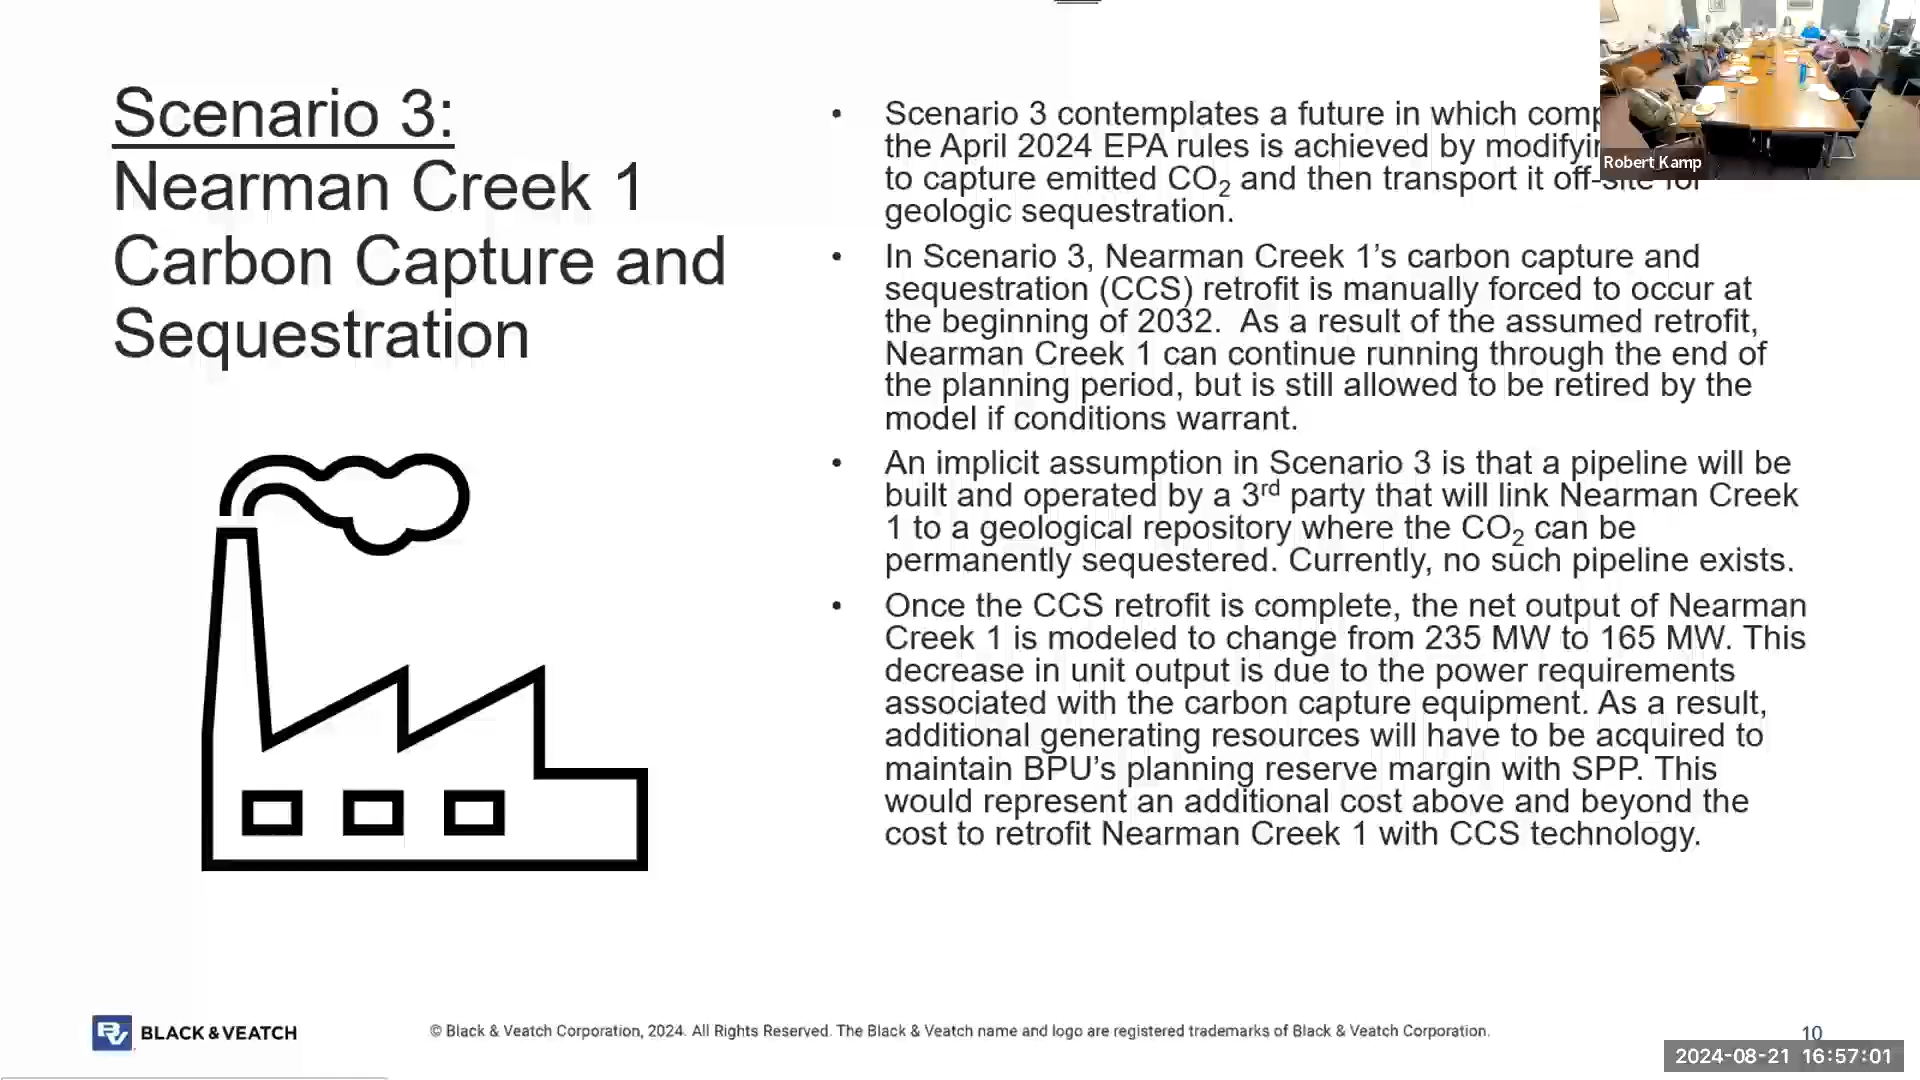 Scenario 3:
Nearman Creek 1
Carbon Capture and
Sequestration
• Scenario 3 contemplates a future in which
the April 2024 EPA rules is achieved by
to capture emitted CO₂ and then transport it off-site for
geologic sequestration.
• In Scenario 3, Nearman Creek 1’s carbon capture and
sequestration (CCS) retrofit is manually forced to occur at
the beginning of 2032. As a result of the assumed retrofit,
Nearman Creek 1 can continue running through the end of
the planning period, but is still allowed to be retired by the
model if conditions warrant.
• An implicit assumption in Scenario 3 is that a pipeline will be
built and operated by a 3rd party that will link Nearman Creek
1 to a geological repository where the CO₂ can be
permanently sequestered. Currently, no such pipeline exists.
• Once the CCS retrofit is complete, the net output of Nearman
Creek 1 is modeled to change from 235 MW to 165 MW. This
decrease in unit output is due to the power requirements
associated with the carbon capture equipment. As a result,
additional generating resources will have to be acquired to
maintain BPU’s planning reserve margin with SPP. This
would represent an additional cost above and beyond the
cost to retrofit Nearman Creek 1 with CCS technology.
Robert Kamp
BV BLACK & VEATCH
© Black & Veatch Corporation, 2024. All Rights Reserved. The Black & Veatch name and logo are registered trademarks of Black & Veatch Corporation.
10
2024-08-21 16:57:01